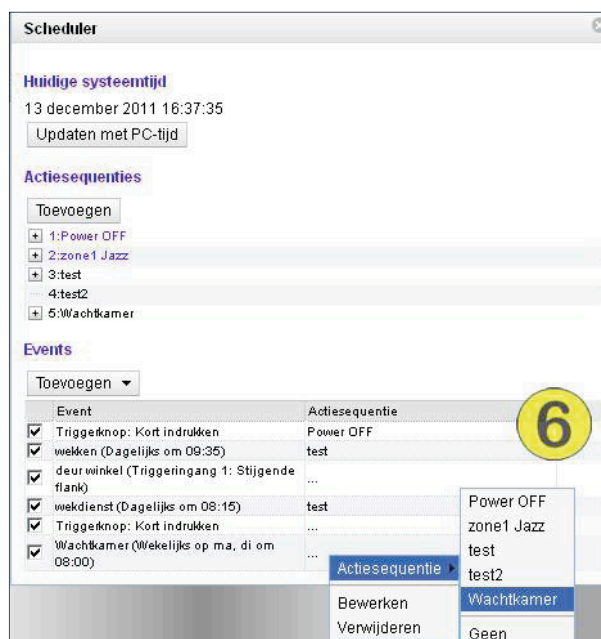 Scheduler
Huidige systeemtijd
13 december 2011 16:37:35
Updaten met PC-tijd
Actiesequenties
Toevoegen
1:Power OFF
2:zone1 Jazz
3:test
4:test2
5:Wachtkamer
Events
Toevoegen
Event Actiesequentie
Triggerknop: Kort indrukken Power OFF
wekken (Dagelijks om 09:35) test
deur winkel (Triggeringang 1: Stijgende
flank) ...
wekdienst (Dagelijks om 08:15) test
Triggerknop: Kort indrukken ...
Wachtkamer (Wekelijks op ma, di om
08:00) ...
6
Actiesequentie
Bewerken
Verwijderen
Power OFF
zone1 Jazz
test
test2
Wachtkamer
Geen